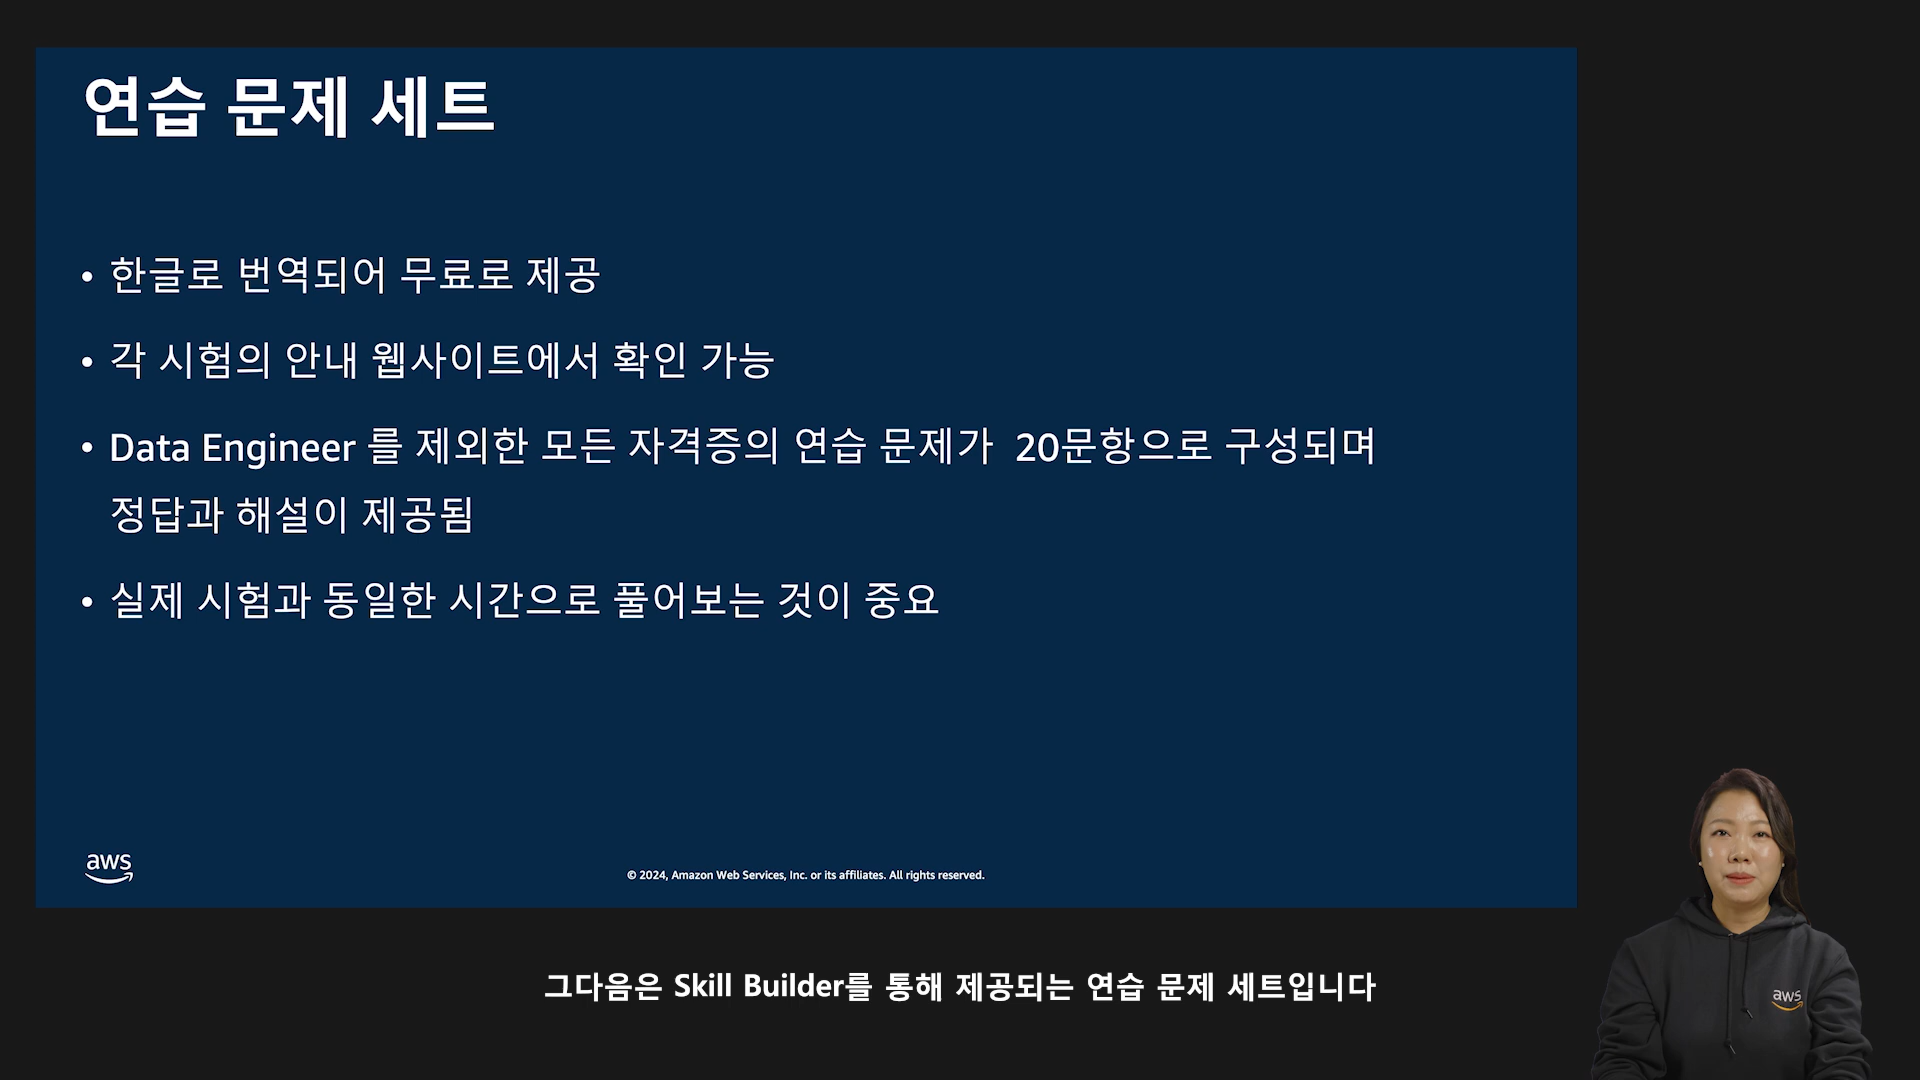 연습 문제 세트
• 한글로 번역되어 무료로 제공
• 각 시험의 안내 웹사이트에서 확인 가능
• Data Engineer 를 제외한 모든 자격증의 연습 문제가 20문항으로 구성되며
정답과 해설이 제공됨
• 실제 시험과 동일한 시간으로 풀어보는 것이 중요
aws
© 2024, Amazon Web Services, Inc. or its affiliates. All rights reserved.
aws
그다음은 Skill Builder를 통해 제공되는 연습 문제 세트입니다